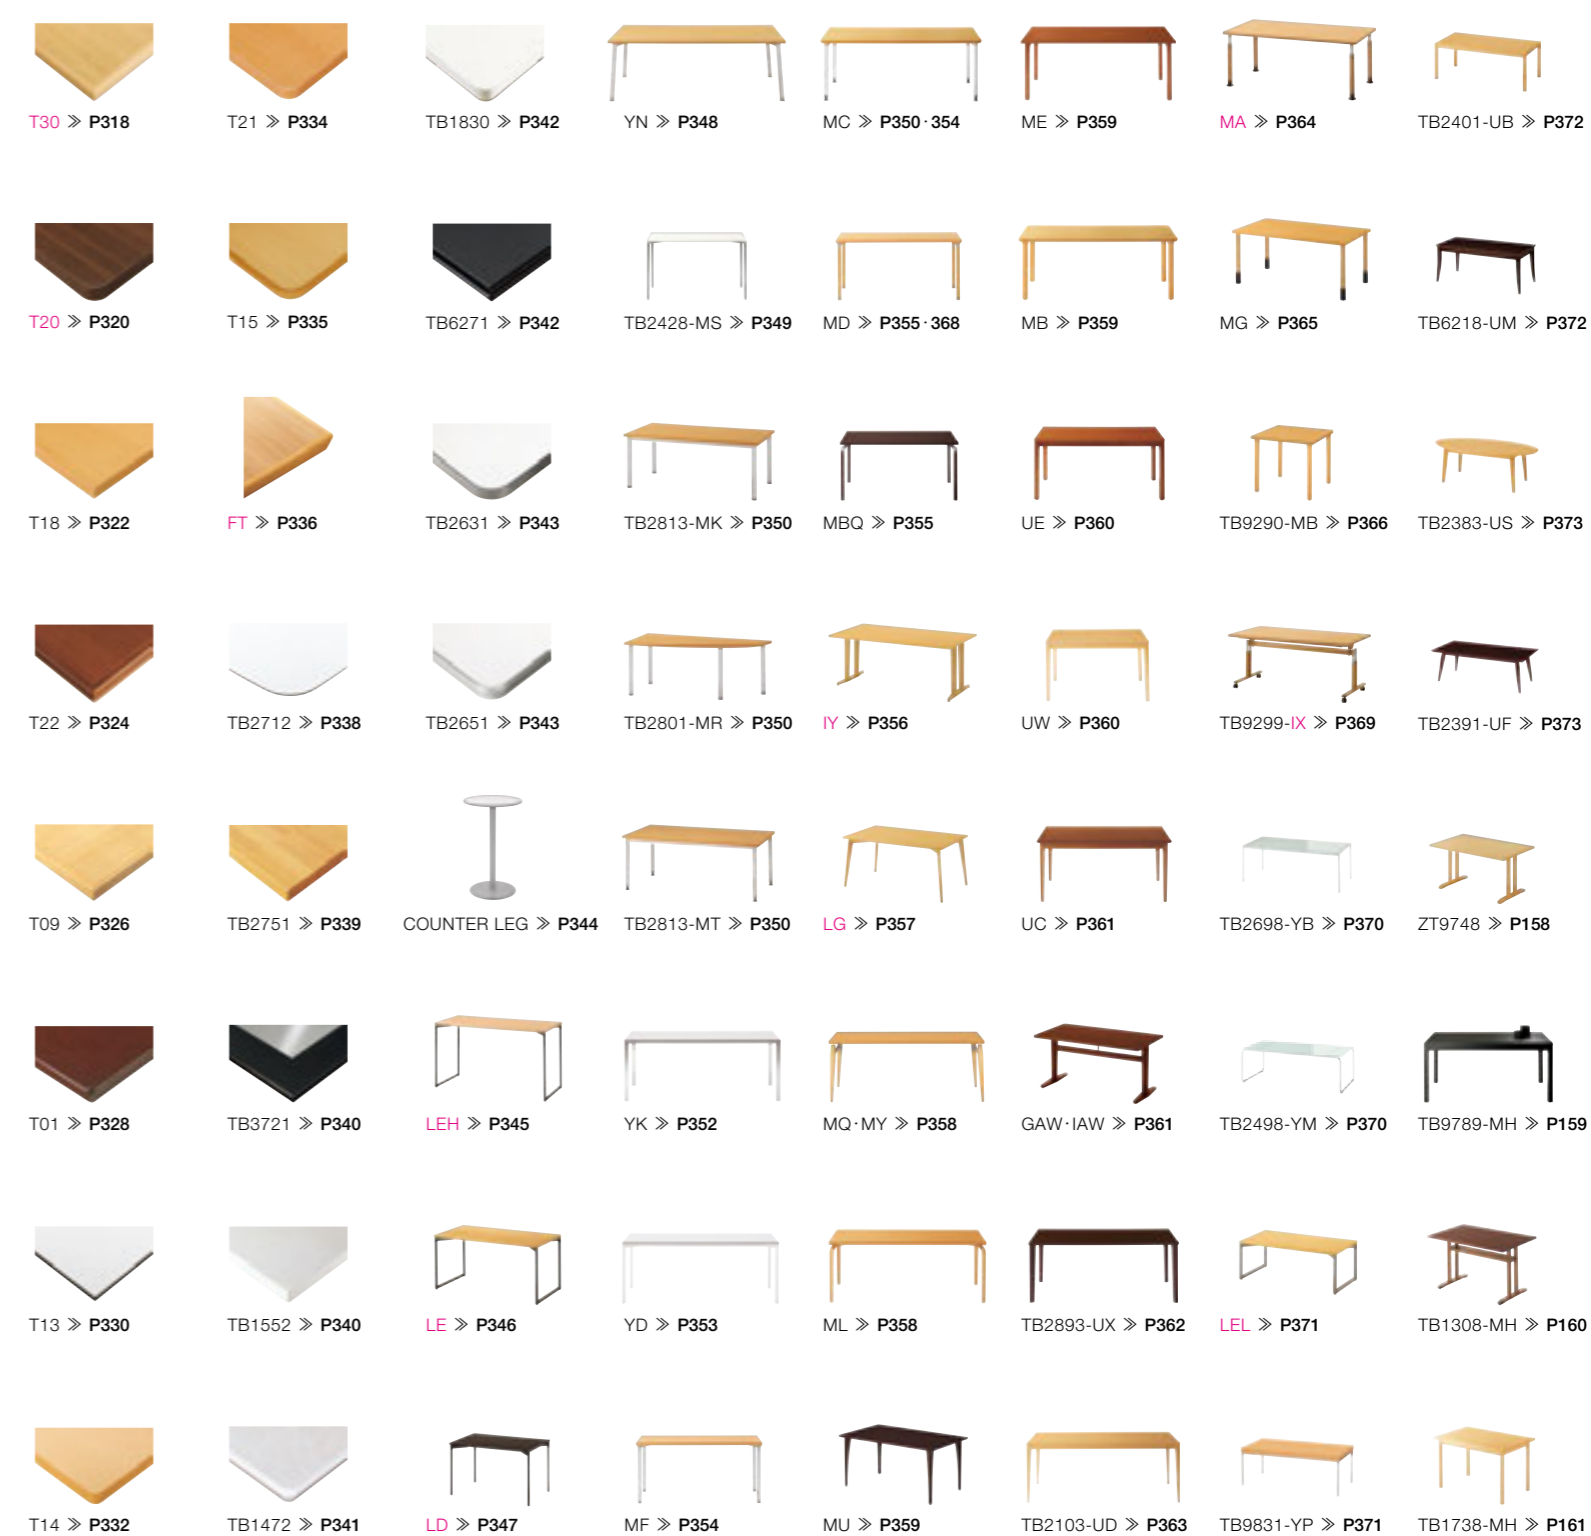 T30 ≫ P318
T21 ≫ P334
TB1830 ≫ P342
YN ≫ P348
MC ≫ P350·354
ME ≫ P359
MA ≫ P364
TB2401-UB ≫ P372
T20 ≫ P320
T15 ≫ P335
TB6271 ≫ P342
TB2428-MS ≫ P349
MD ≫ P355·368
MB ≫ P359
MG ≫ P365
TB6218-UM ≫ P372
T18 ≫ P322
FT ≫ P336
TB2631 ≫ P343
TB2813-MK ≫ P350
MBQ ≫ P355
UE ≫ P360
TB9290-MB ≫ P366
TB2383-US ≫ P373
T22 ≫ P324
TB2712 ≫ P338
TB2651 ≫ P343
TB2801-MR ≫ P350
IY ≫ P356
UW ≫ P360
TB9299-IX ≫ P369
TB2391-UF ≫ P373
T09 ≫ P326
TB2751 ≫ P339
COUNTER LEG ≫ P344
TB2813-MT ≫ P350
LG ≫ P357
UC ≫ P361
TB2698-YB ≫ P370
ZT9748 ≫ P158
T01 ≫ P328
TB3721 ≫ P340
LEH ≫ P345
YK ≫ P352
MQ·MY ≫ P358
GAW·IAW ≫ P361
TB2498-YM ≫ P370
TB9789-MH ≫ P159
T13 ≫ P330
TB1552 ≫ P340
LE ≫ P346
YD ≫ P353
ML ≫ P358
TB2893-UX ≫ P362
LEL ≫ P371
TB1308-MH ≫ P160
T14 ≫ P332
TB1472 ≫ P341
LD ≫ P347
MF ≫ P354
MU ≫ P359
TB2103-UD ≫ P363
TB9831-YP ≫ P371
TB1738-MH ≫ P161